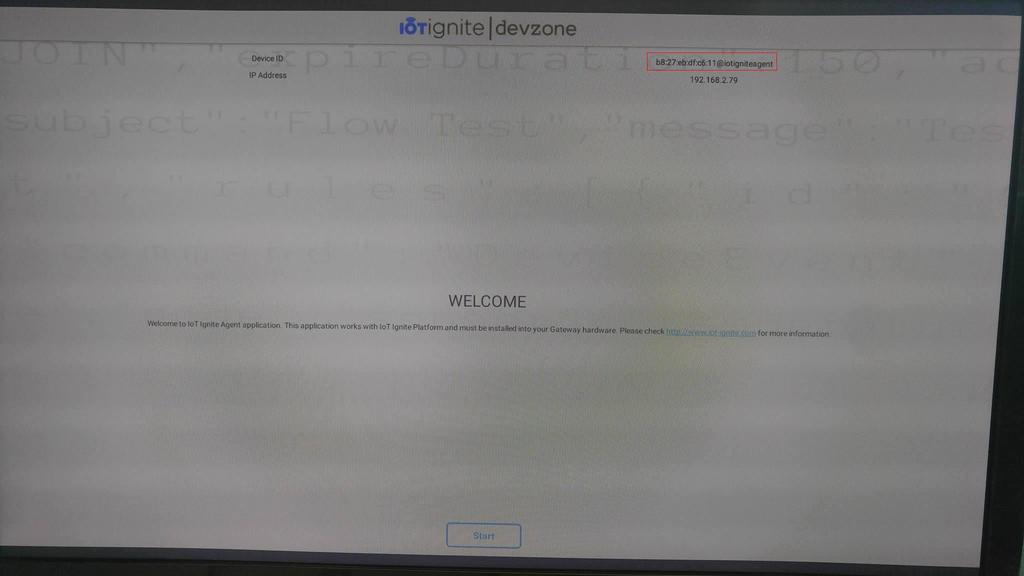 iOTignite|devzone
JOIN", "expireDurati 150, "ac
Device ID b8:27:eb:df:c6:11@iotigniteagent
IP Address 192.168.2.79
subject":"Flow Test","message":"Tes
t", "rules": [ { "id" : "
"command": "DeviceEvent"
WELCOME
Welcome to IoT Ignite Agent application. This application works with IoT Ignite Platform and must be installed into your Gateway hardware. Please check http://www.iot-ignite.com for more information.
Start